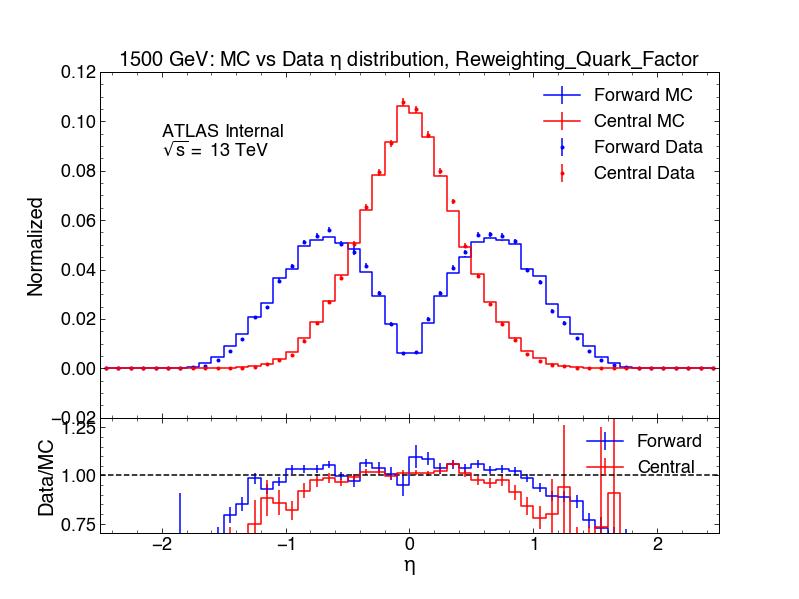 1500 GeV: MC vs Data η distribution, Reweighting_Quark_Factor
0.12
0.10
0.08
0.06
0.04
0.02
0.00
−0.02
Normalized
ATLAS Internal
√s = 13 TeV
Forward MC
Central MC
Forward Data
Central Data
1.25
1.00
0.75
Data/MC
Forward
Central
−2
−1
0
1
2
η